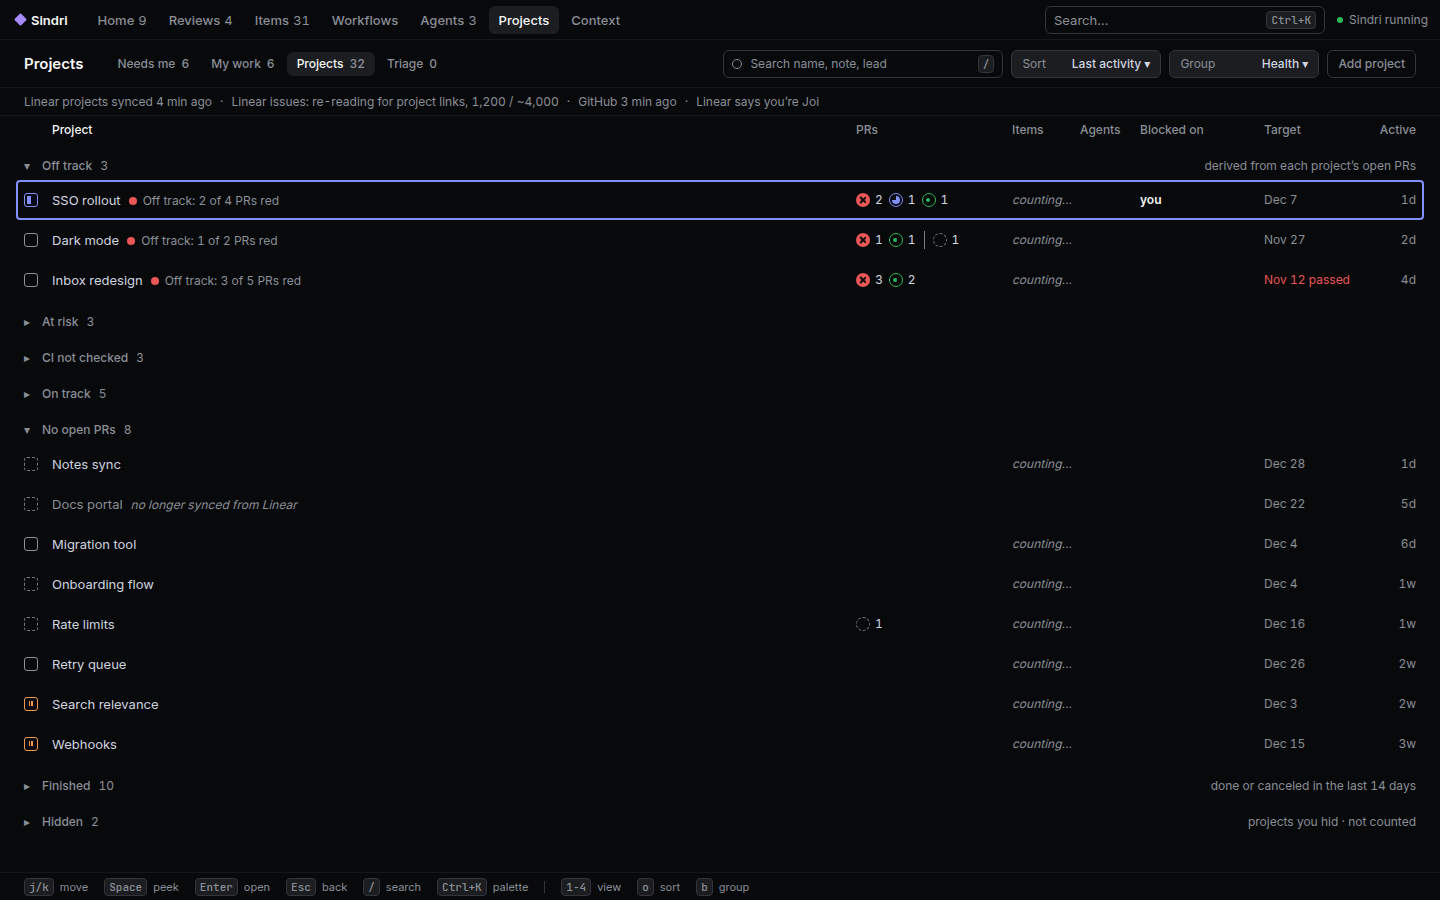 Sindri Home 9 Reviews 4 Items 31 Workflows Agents 3 Projects Context Search... Ctrl+K Sindri running
Projects Needs me 6 My work 6 Projects 32 Triage 0 Search name, note, lead / Sort Last activity ▾ Group Health ▾ Add project
Linear projects synced 4 min ago · Linear issues: re-reading for project links, 1,200 / ~4,000 · GitHub 3 min ago · Linear says you're Joi
Project PRs Items Agents Blocked on Target Active
▾ Off track 3 derived from each project's open PRs
SSO rollout Off track: 2 of 4 PRs red 2 1 1 counting... you Dec 7 1d
Dark mode Off track: 1 of 2 PRs red 1 1 1 counting... Nov 27 2d
Inbox redesign Off track: 3 of 5 PRs red 3 2 counting... Nov 12 passed 4d
▸ At risk 3
▸ CI not checked 3
▸ On track 5
▾ No open PRs 8
Notes sync counting... Dec 28 1d
Docs portal no longer synced from Linear Dec 22 5d
Migration tool counting... Dec 4 6d
Onboarding flow counting... Dec 4 1w
Rate limits 1 counting... Dec 16 1w
Retry queue counting... Dec 26 2w
Search relevance counting... Dec 3 2w
Webhooks counting... Dec 15 3w
▸ Finished 10 done or canceled in the last 14 days
▸ Hidden 2 projects you hid · not counted
j/k move Space peek Enter open Esc back / search Ctrl+K palette 1-4 view o sort b group